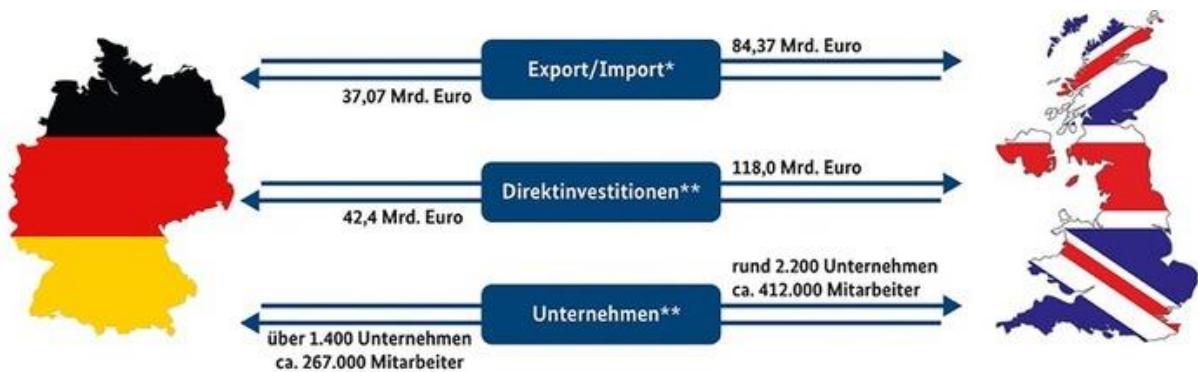 84,37 Mrd. Euro
Export/Import*
37,07 Mrd. Euro
118,0 Mrd. Euro
Direktinvestitionen**
42,4 Mrd. Euro
rund 2.200 Unternehmen
ca. 412.000 Mitarbeiter
Unternehmen**
über 1.400 Unternehmen
ca. 267.000 Mitarbeiter